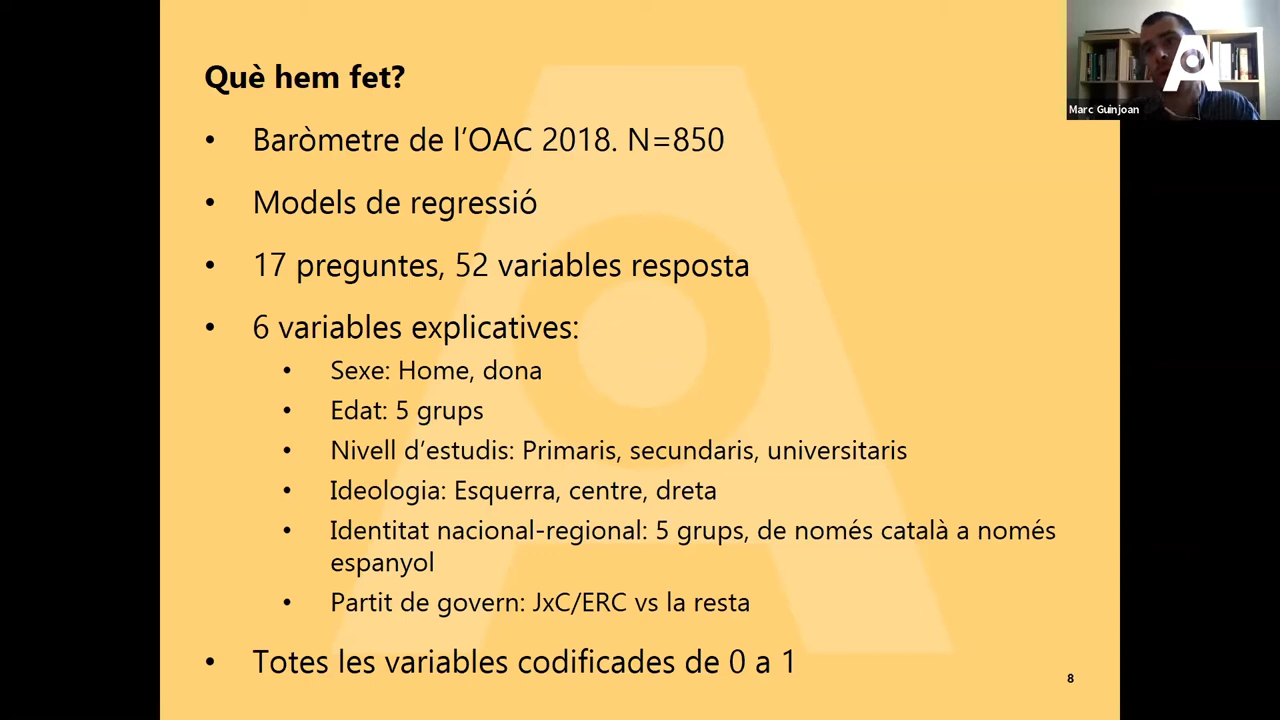 Què hem fet?
• Baròmetre de l’OAC 2018. N=850
• Models de regressió
• 17 preguntes, 52 variables resposta
• 6 variables explicatives:
• Sexe: Home, dona
• Edat: 5 grups
• Nivell d’estudis: Primaris, secundaris, universitaris
• Ideologia: Esquerra, centre, dreta
• Identitat nacional-regional: 5 grups, de només català a només
espanyol
• Partit de govern: JxC/ERC vs la resta
• Totes les variables codificades de 0 a 1
8
Marc Guinjoan